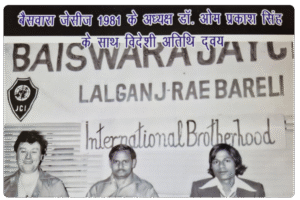 बैसवारा जेसीज 1981 के अध्यक्ष डॉ. ओम प्रकाश सिंह
के साथ विदेशी अतिथि द्वय
BAISWARA JAYC
LALGANJ-RAE BARELI
JCI
International Brotherhood